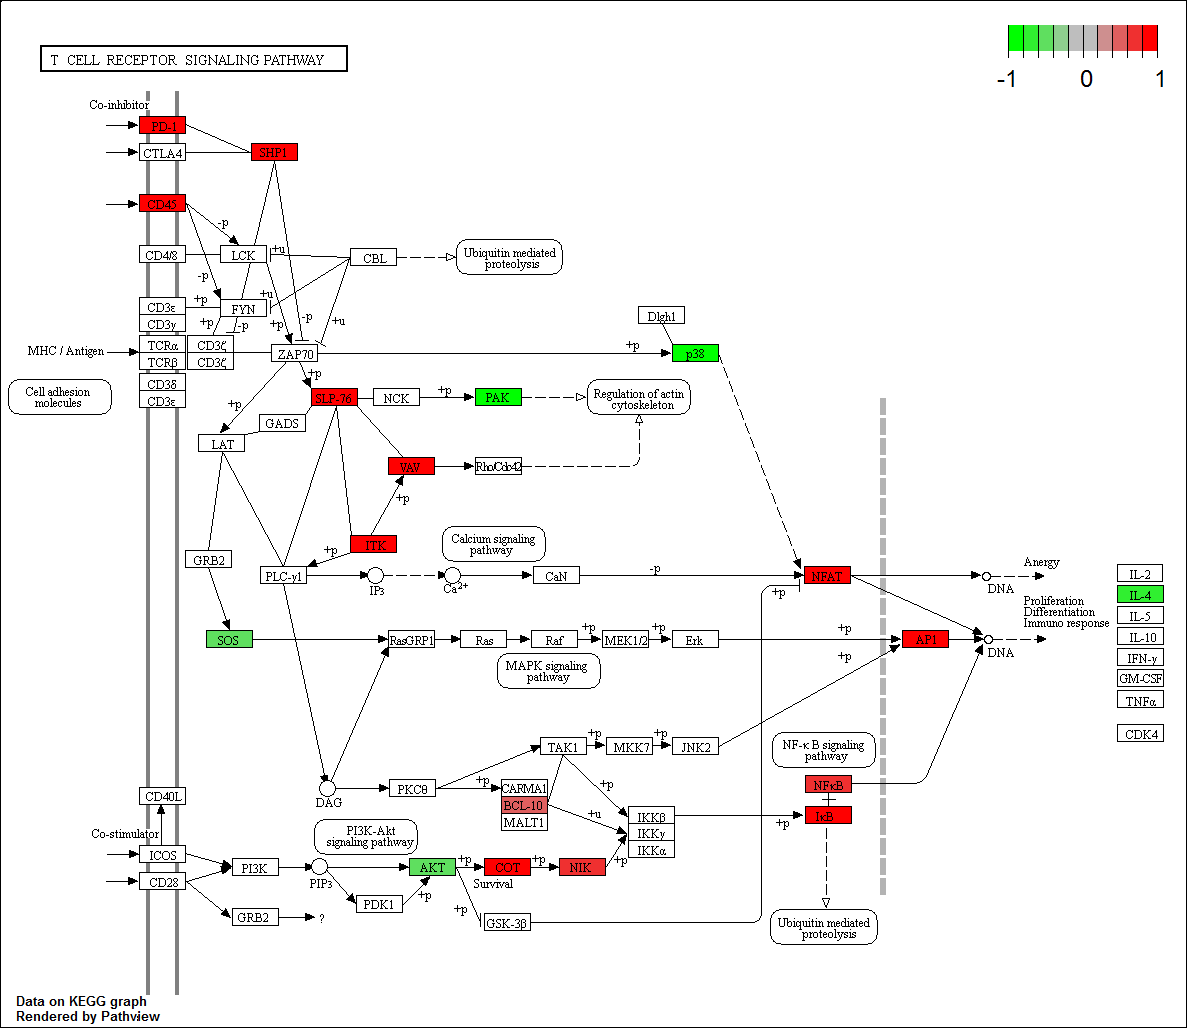 T CELL RECEPTOR SIGNALING PATHWAY
-1 0 1
Co-inhibitor
PD-1
CTLA4
SHP1
CD45
-p
CD4/8
LCK
+u
CBL
Ubiquitin mediated
proteolysis
-p
CD3ε
+p
FYN
+u
CD3γ
+p
-p
+p
-p
+u
Dlgh1
MHC / Antigen
TCRα
CD3ζ
TCRβ
CD3ζ
ZAP70
+p
p38
Cell adhesion
molecules
CD3δ
CD3ε
+p
SLP-76
NCK
+p
PAK
Regulation of actin
cytoskeleton
+p
GADS
LAT
VAV
Rho/Cdc42
+p
ITK
+p
Calcium signaling
pathway
GRB2
PLC-γ1
IP3
Ca2+
CaN
-p
NFAT
+p
DNA
Anergy
Proliferation
Differentiation
Immuno response
IL-2
IL-4
IL-5
IL-10
IFN-γ
GM-CSF
TNFα
CDK4
SOS
RasGRP1
Ras
Raf
+p
MEK1/2
+p
Erk
+p
AP1
DNA
+p
MAPK signaling
pathway
TAK1
+p
MKK7
+p
JNK2
NF-κ B signaling
pathway
DAG
PKCθ
+p
CARMA1
BCL-10
MALT1
+p
+u
IKKβ
IKKγ
IKKα
+p
NFκB
IκB
CD40L
Co-stimulator
ICOS
CD28
PI3K-Akt
signaling pathway
PI3K
PIP3
AKT
+p
COT
+p
NIK
+p
Survival
PDK1
+p
+p
GSK-3β
GRB2
?
Ubiquitin mediated
proteolysis
Data on KEGG graph
Rendered by Pathview